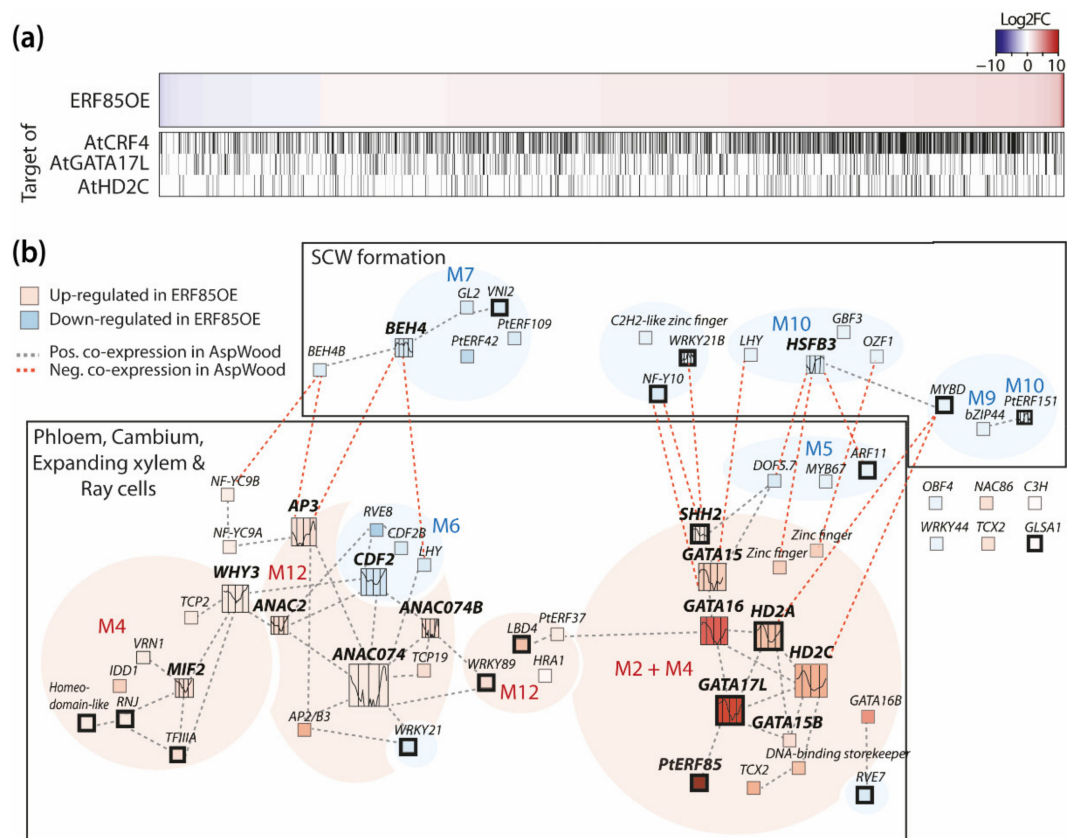 (a)
Log2FC
−10 0 10
ERF85OE
Target of
AtCRF4
AtGATA17L
AtHD2C
(b)
SCW formation
Up-regulated in ERF85OE
Down-regulated in ERF85OE
Pos. co-expression in AspWood
Neg. co-expression in AspWood
M7
GL2
VNI2
BEH4
PtERF109
PtERF42
BEH4B
C2H2-like zinc finger
WRKY21B
NF-Y10
LHY
M10
GBF3
HSFB3
OZF1
MYBD
M9
M10
PtERF151
bZIP44
Phloem, Cambium,
Expanding xylem &
Ray cells
NF-YC9B
NF-YC9A
AP3
RVE8
CDF2B
M6
LHY
CDF2
WHY3
M12
ANAC2
ANAC074B
TCP2
M4
VRN1
IDD1
MIF2
Homeo-
domain-like
RNJ
TFIIIA
ANAC074
TCP19
AP2/B3
WRKY21
WRKY89
M12
LBD4
PtERF37
HRA1
M5
DOF5.7
MYB67
ARF11
SHH2
GATA15
Zinc finger
Zinc finger
GATA16
HD2A
HD2C
M2 + M4
GATA17L
GATA15B
GATA16B
DNA-binding storekeeper
PtERF85
TCX2
RVE7
OBF4
NAC86
C3H
WRKY44
TCX2
GLSA1